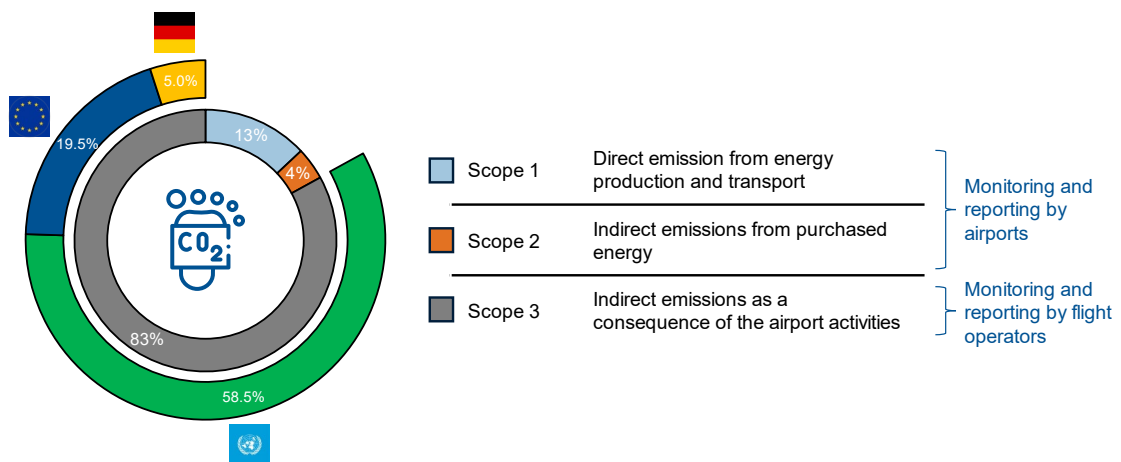 5.0%
19.5%
13%
4%
83%
58.5%
CO2
Scope 1
Direct emission from energy
production and transport
Scope 2
Indirect emissions from purchased
energy
Scope 3
Indirect emissions as a
consequence of the airport activities
Monitoring and
reporting by
airports
Monitoring and
reporting by flight
operators